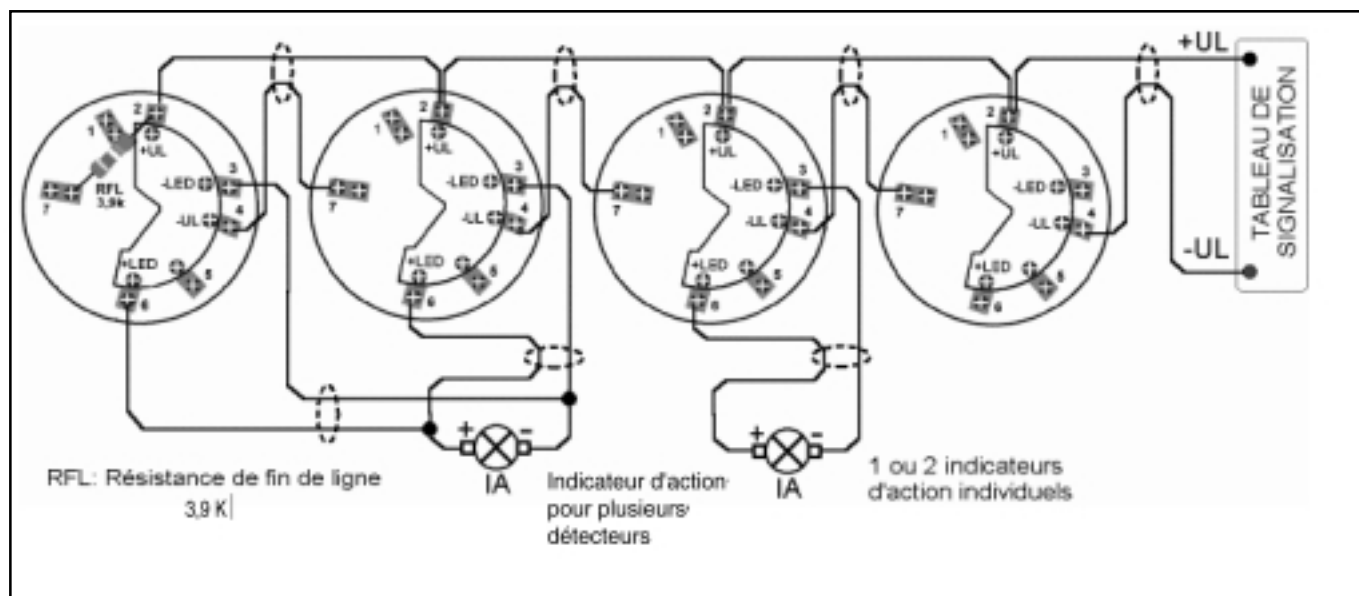 +UL
TABLEAU DE
SIGNALISATION
-UL
2
1
+UL
3
-LED
RFL
3,9k
7
4
-UL
+LED
5
6
2
1
+UL
3
-LED
7
4
-UL
+LED
5
6
2
1
+UL
3
-LED
7
4
-UL
+LED
5
6
2
1
+UL
3
-LED
7
4
-UL
+LED
5
6
+ -
IA
+ -
IA
RFL: Résistance de fin de ligne
3,9 K
Indicateur d'action
pour plusieurs
détecteurs
1 ou 2 indicateurs
d'action individuels